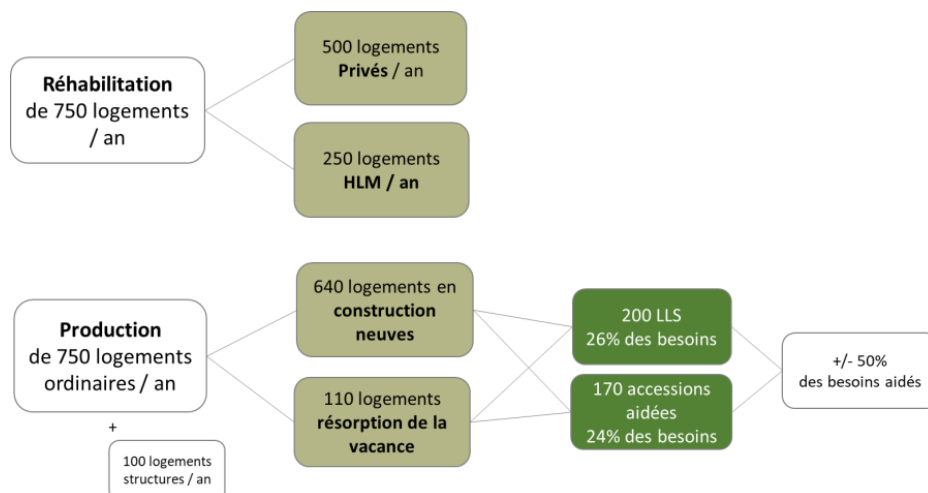 500 logements
Privés / an
Réhabilitation
de 750 logements
/ an
250 logements
HLM / an
640 logements en
construction
neuves
Production
de 750 logements
ordinaires / an
+
100 logements
structures / an
110 logements
résorption de la
vacance
200 LLS
26% des besoins
170 accessions
aidées
24% des besoins
+/- 50%
des besoins aidés